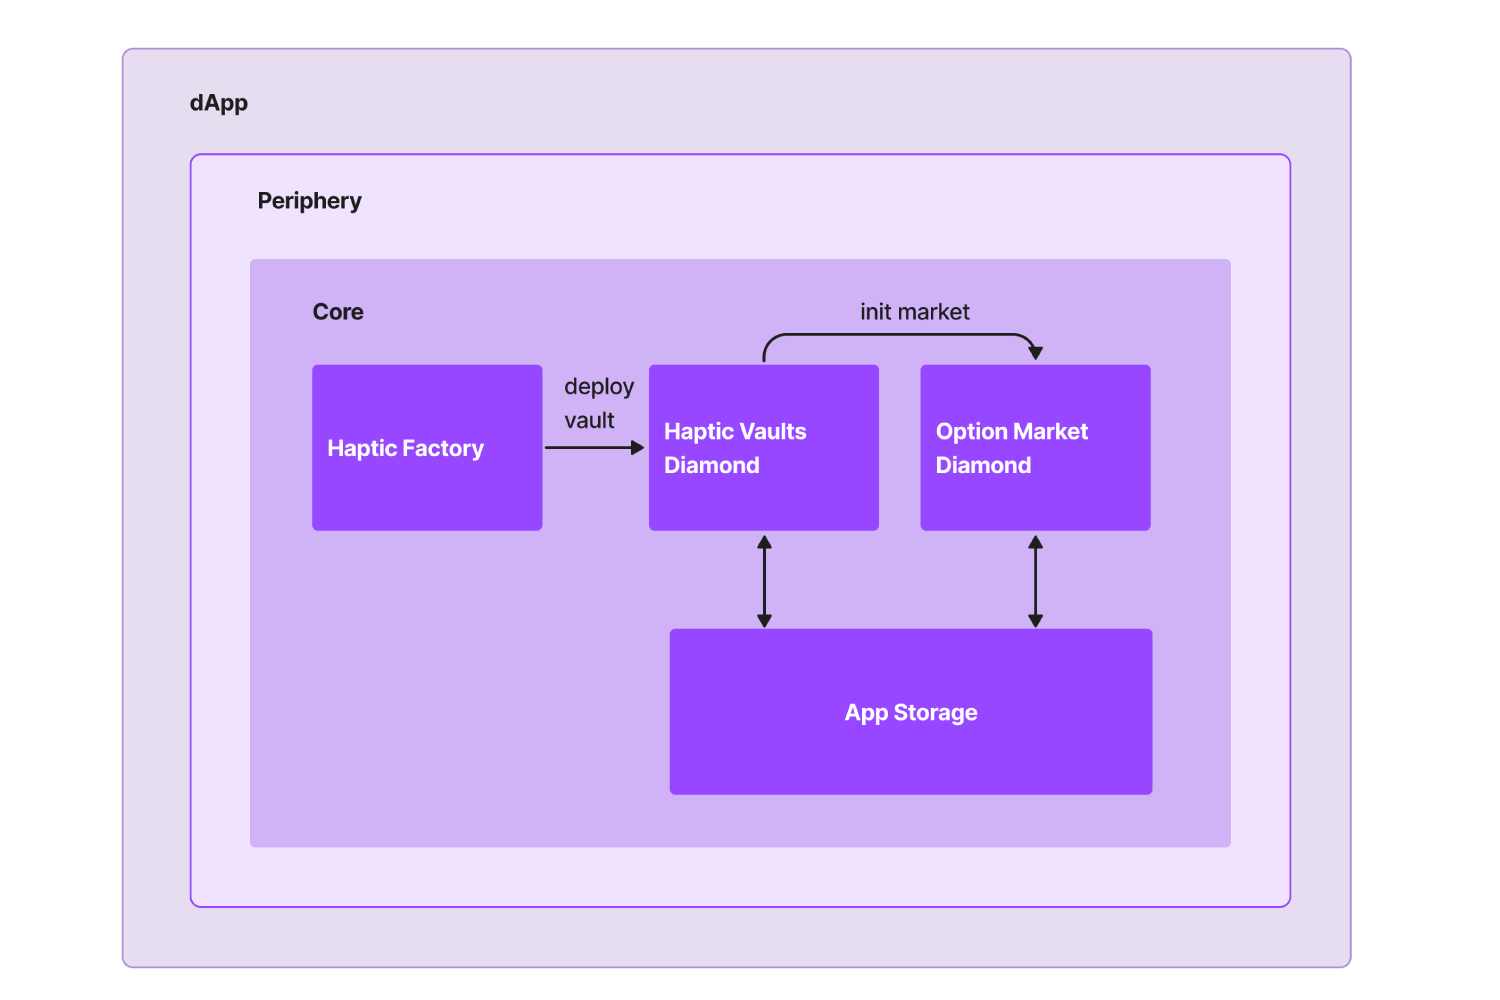 dApp
Periphery
Core
init market
deploy
vault
Haptic Factory
Haptic Vaults
Diamond
Option Market
Diamond
App Storage